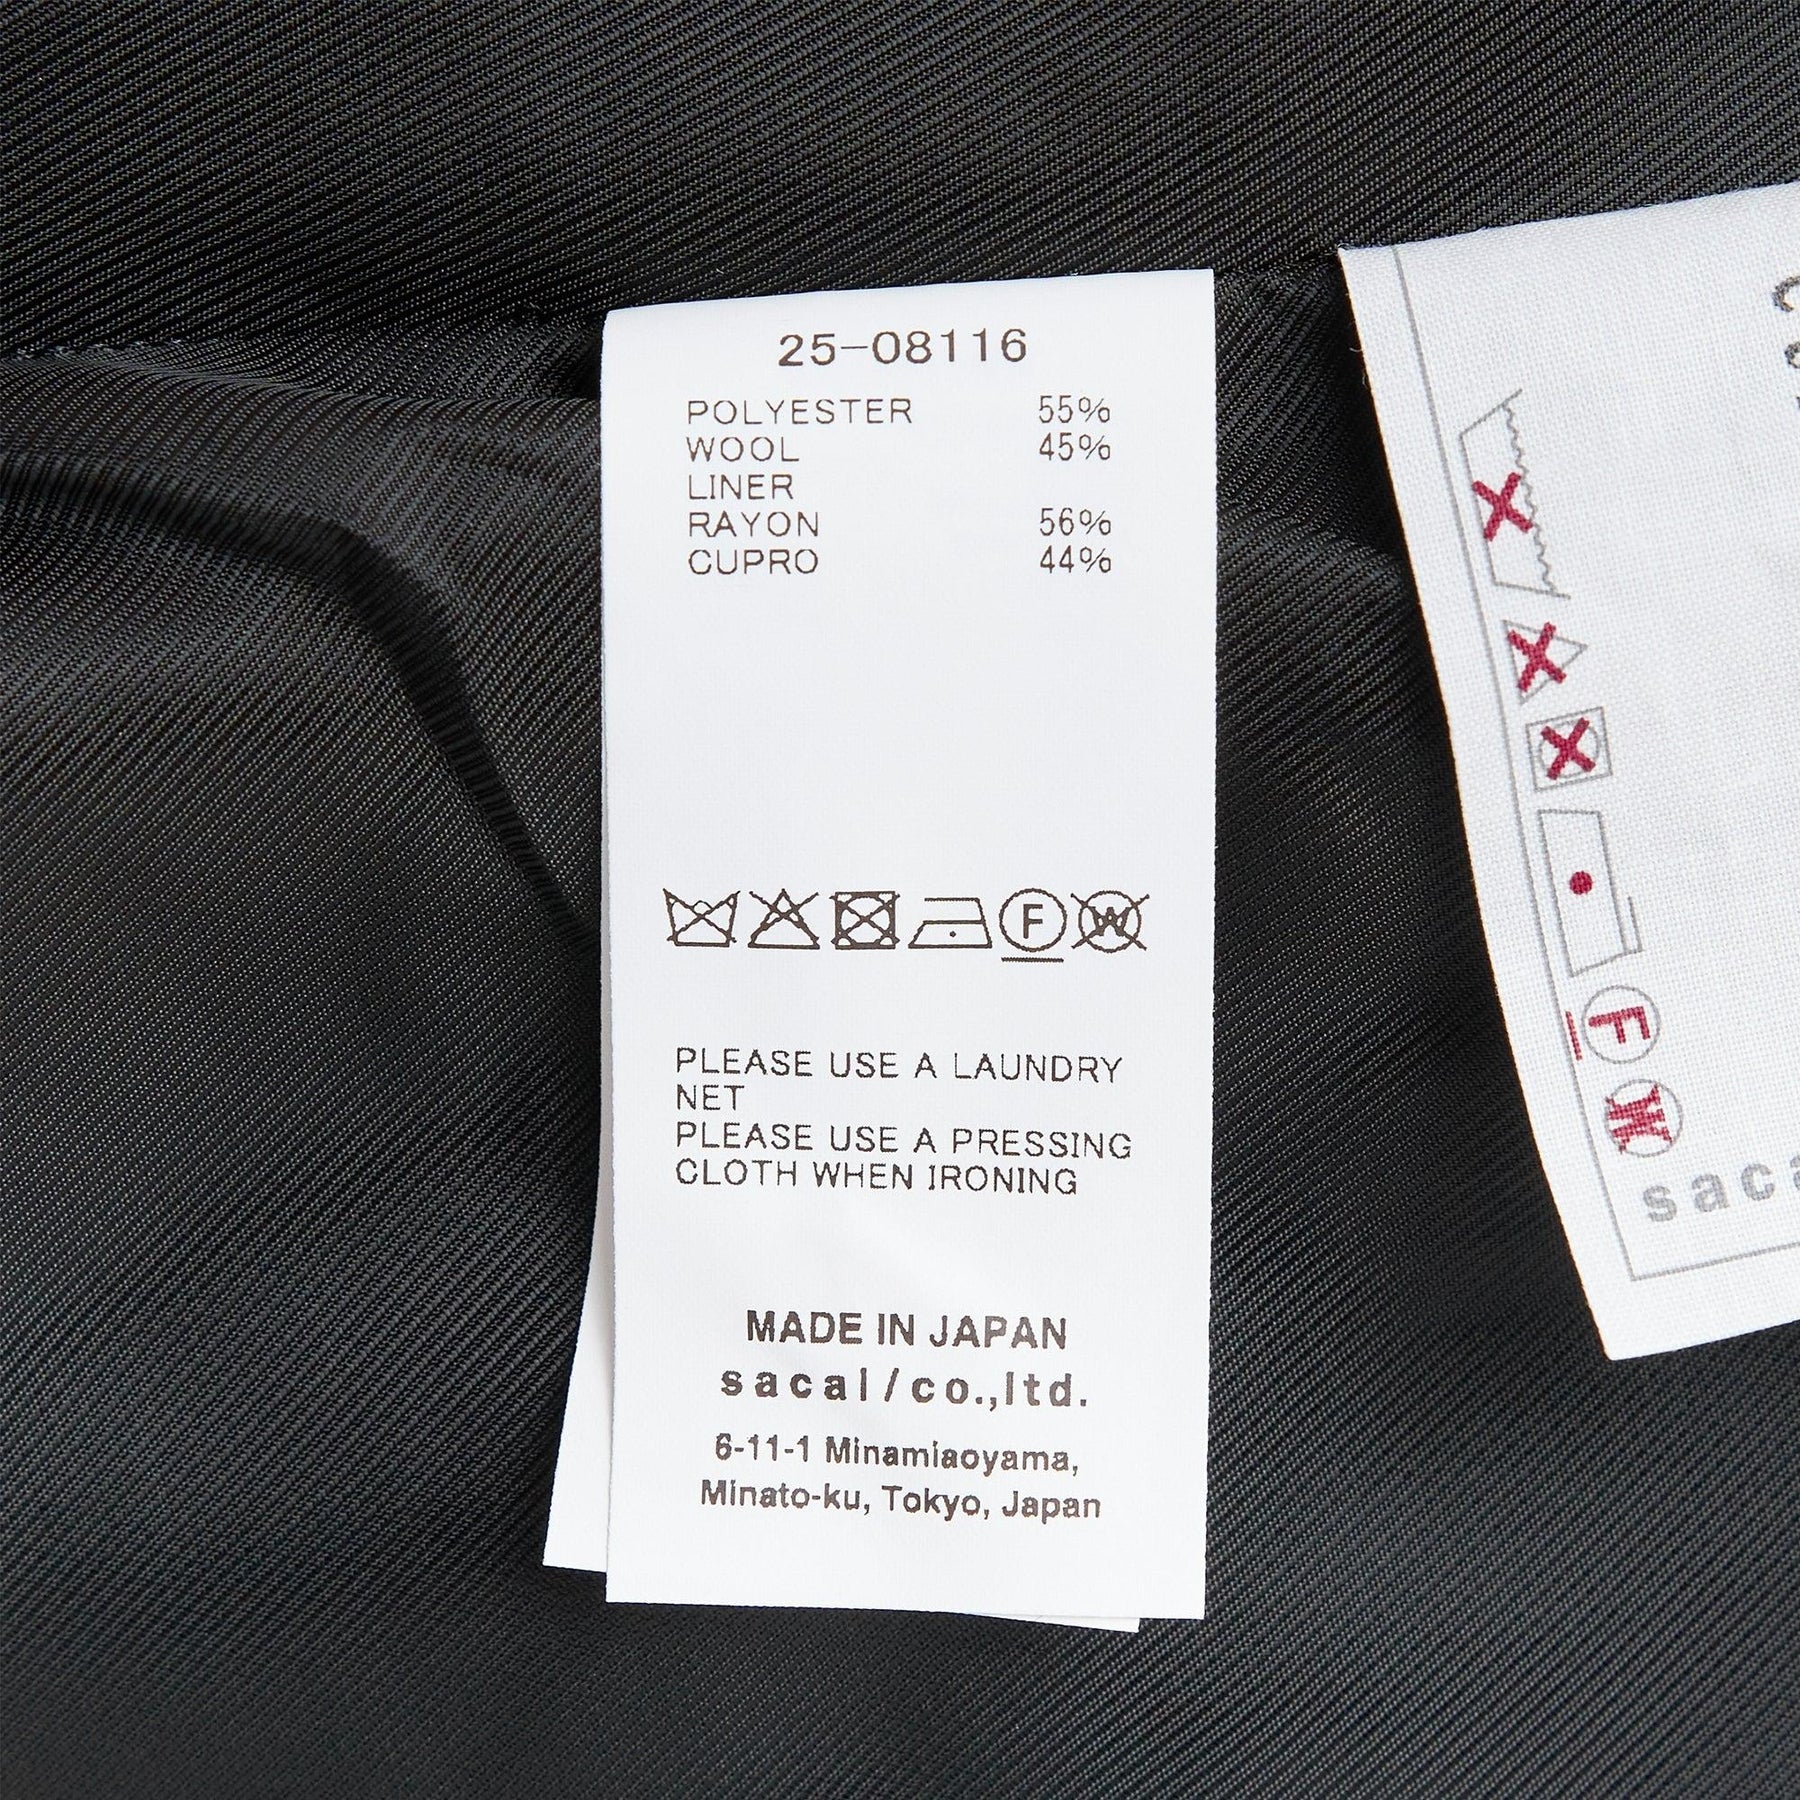 25-08116
POLYESTER 55%
WOOL 45%
LINER
RAYON 56%
CUPRO 44%
F W
PLEASE USE A LAUNDRY
NET
PLEASE USE A PRESSING
CLOTH WHEN IRONING
MADE IN JAPAN
sacai/co.,ltd.
6-11-1 Minamiaoyama,
Minato-ku, Tokyo, Japan
F
W